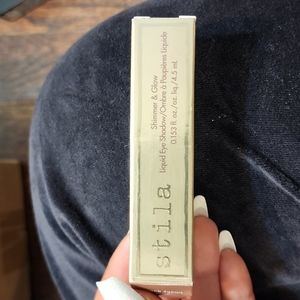 Shimmer & Glow
Liquid Eye Shadow/Ombre à Paupières Liquide
0.153 fl. oz./oz. liq./4.5 ml
stila